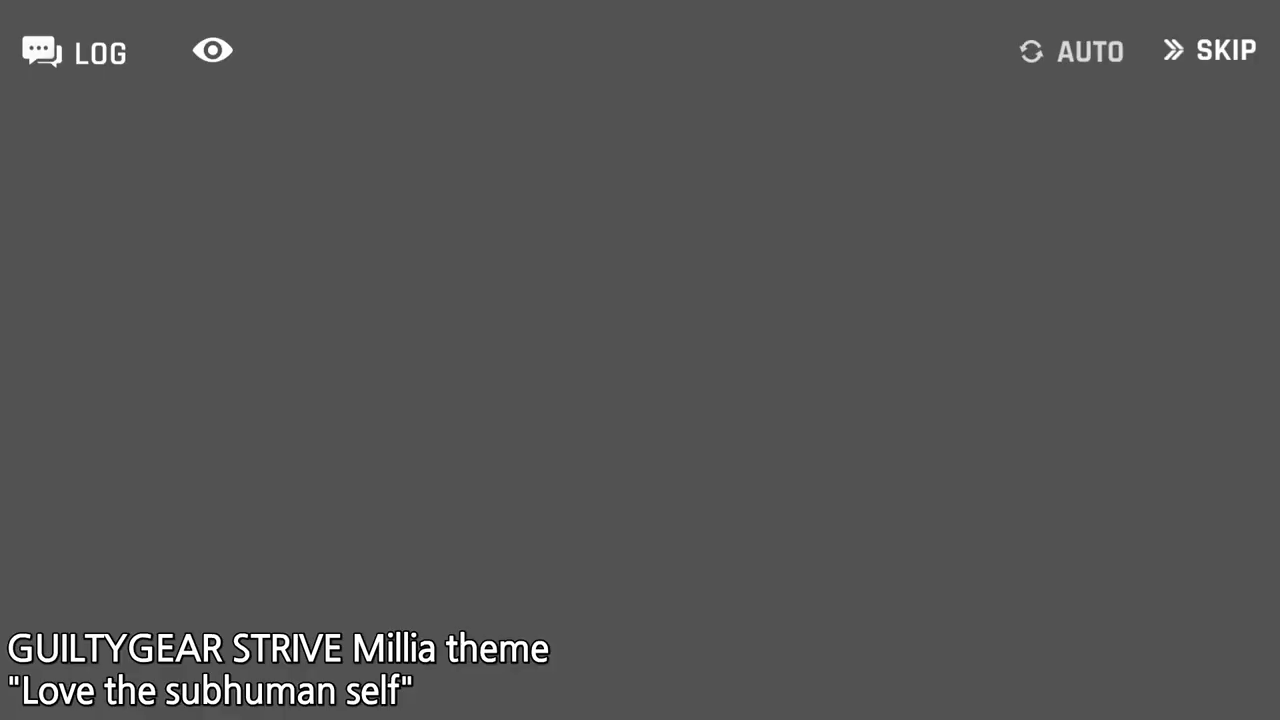 LOG
AUTO
SKIP
GUILTYGEAR STRIVE Millia theme
"Love the subhuman self"